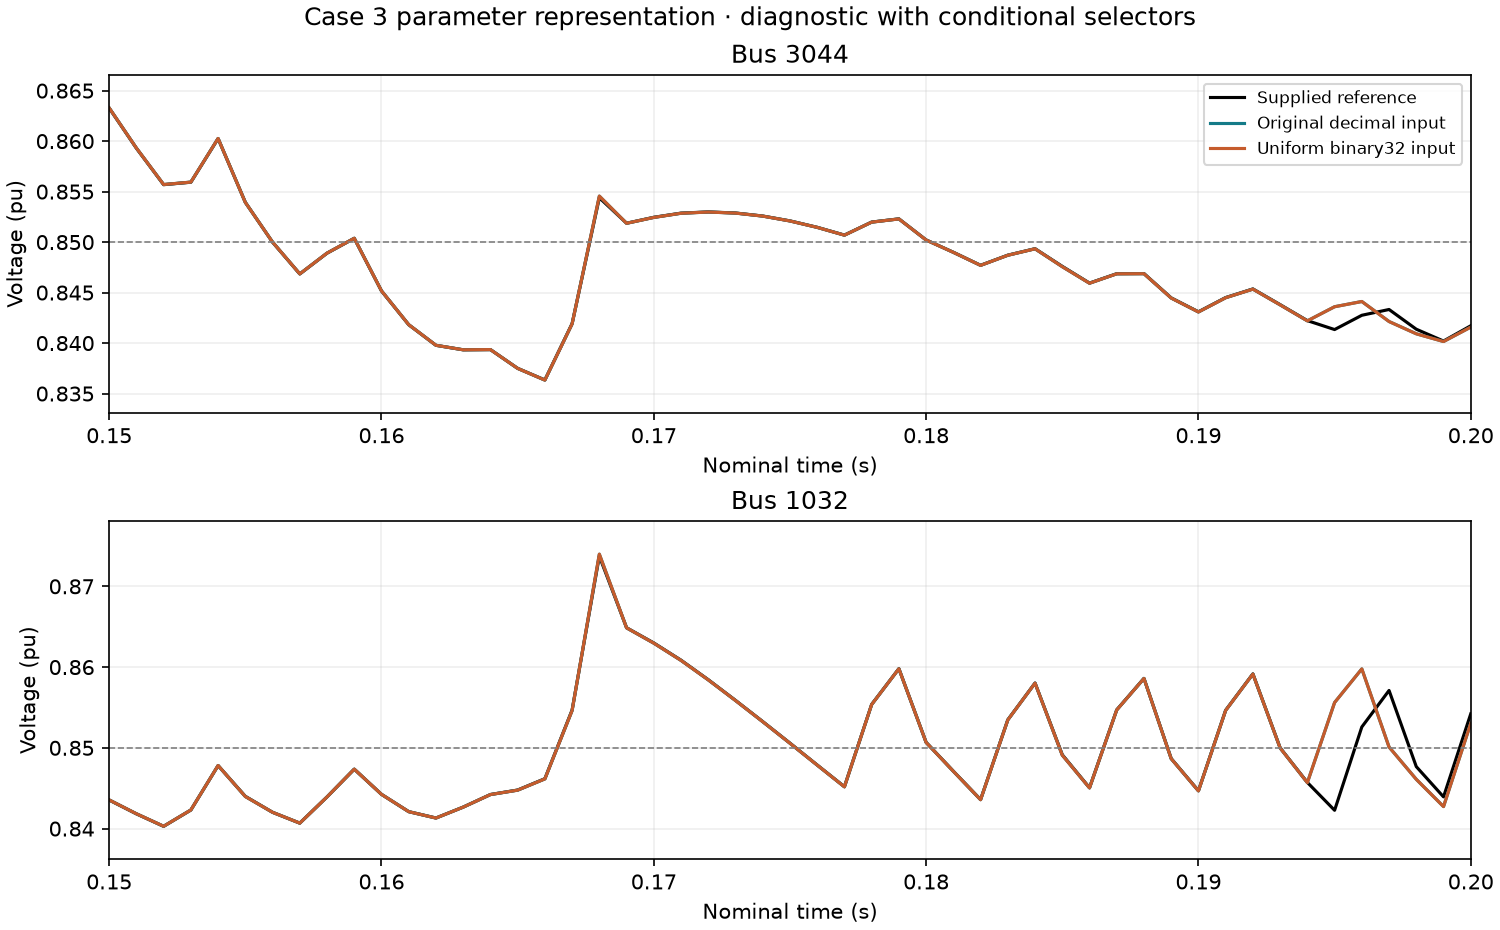 Case 3 parameter representation · diagnostic with conditional selectors
Bus 3044
Voltage (pu)
0.865
0.860
0.855
0.850
0.845
0.840
0.835
Supplied reference
Original decimal input
Uniform binary32 input
0.15 0.16 0.17 0.18 0.19 0.20
Nominal time (s)
Bus 1032
Voltage (pu)
0.87
0.86
0.85
0.84
0.15 0.16 0.17 0.18 0.19 0.20
Nominal time (s)